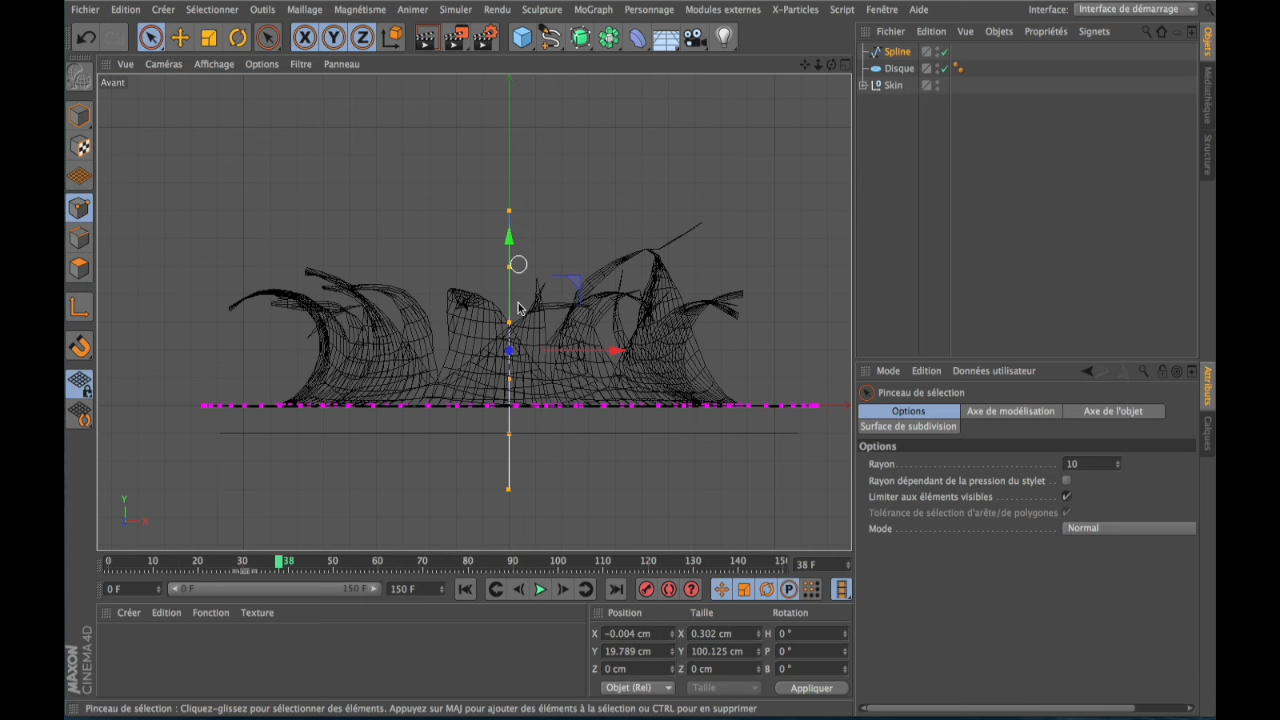 Fichier Edition Créer Sélectionner Outils Maillage Magnétisme Animer Simuler Rendu Sculpture MoGraph Personnage Modules externes X-Particles Script Fenêtre Aide Interface: Interface de démarrage
X Y Z
Fichier Edition Vue Objets Propriétés Signets
Vue Caméras Affichage Options Filtre Panneau
Avant
Spline
Disque
Skin
Objets
Médiathèque
Structure
Mode Edition Données utilisateur
Pinceau de sélection
Options Axe de modélisation Axe de l'objet
Surface de subdivision
Options
Rayon 10
Rayon dépendant de la pression du stylet
Limiter aux éléments visibles
Tolérance de sélection d'arête/de polygones
Mode Normal
Attributs
Calques
Y
X
0 10 20 30 38 50 60 70 80 90 100 110 120 130 140 15 38 F
0 F 0 F 150 F 150 F
P
Créer Edition Fonction Texture
Position Taille Rotation
X -0.004 cm X 0.302 cm H 0 °
Y 19.789 cm Y 100.125 cm P 0 °
Z 0 cm Z 0 cm B 0 °
Objet (Rel) Taille Appliquer
MAXON
CINEMA 4D
Pinceau de sélection : Cliquez-glissez pour sélectionner des éléments. Appuyez sur MAJ pour ajouter des éléments à la sélection ou CTRL pour en supprimer